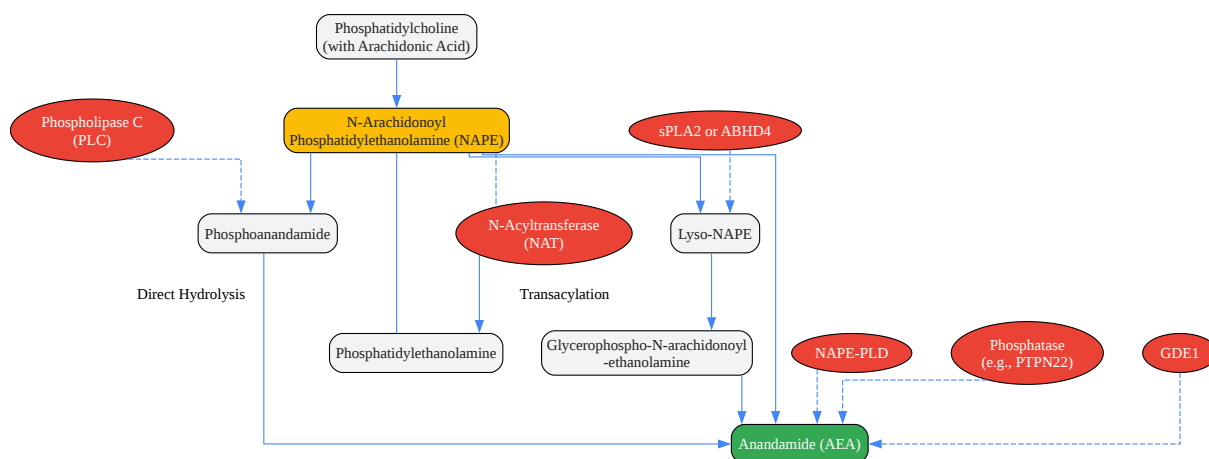 Phosphatidylcholine
(with Arachidonic Acid)
Phospholipase C
(PLC)
N-Arachidonoyl
Phosphatidylethanolamine (NAPE)
sPLA2 or ABHD4
Phosphoanandamide
N-Acyltransferase
(NAT)
Lyso-NAPE
Direct Hydrolysis
Transacylation
Phosphatidylethanolamine
Glycerophospho-N-arachidonoyl
-ethanolamine
NAPE-PLD
Phosphatase
(e.g., PTPN22)
GDE1
Anandamide (AEA)